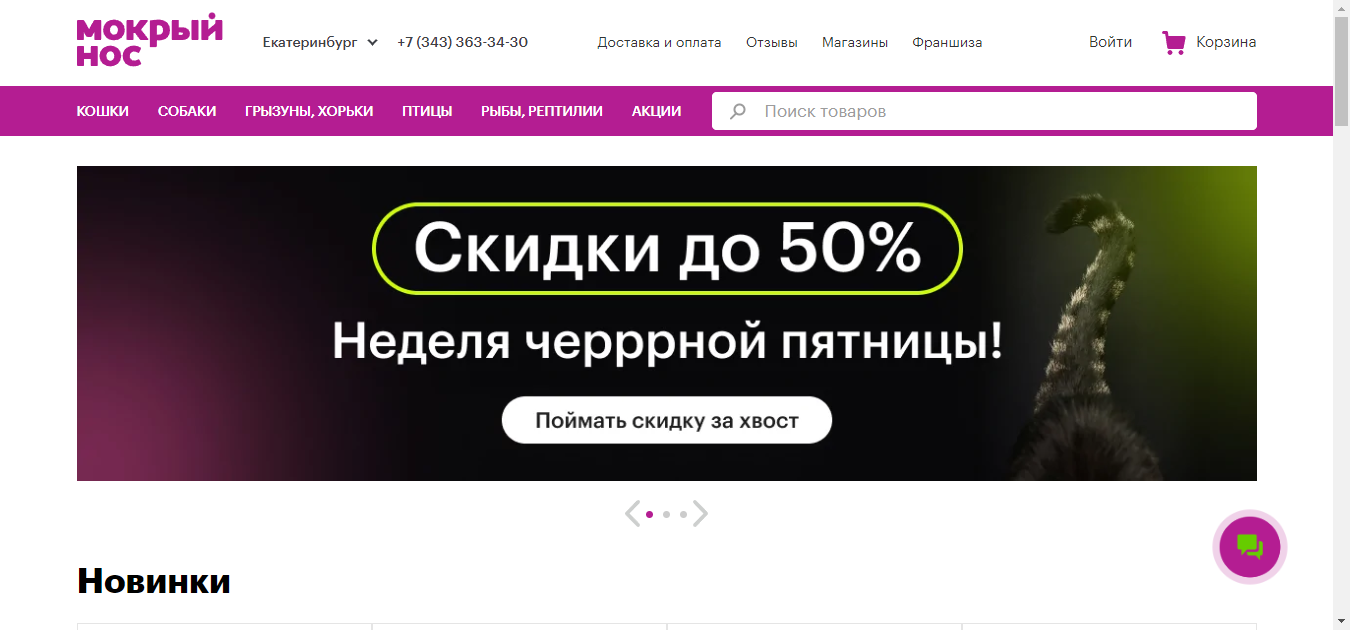 мокрый
нос
Екатеринбург
+7 (343) 363-34-30
Доставка и оплата
Отзывы
Магазины
Франшиза
Войти
Корзина
КОШКИ
СОБАКИ
ГРЫЗУНЫ, ХОРЬКИ
ПТИЦЫ
РЫБЫ, РЕПТИЛИИ
АКЦИИ
Поиск товаров
Скидки до 50%
Неделя черррной пятницы!
Поймать скидку за хвост
Новинки